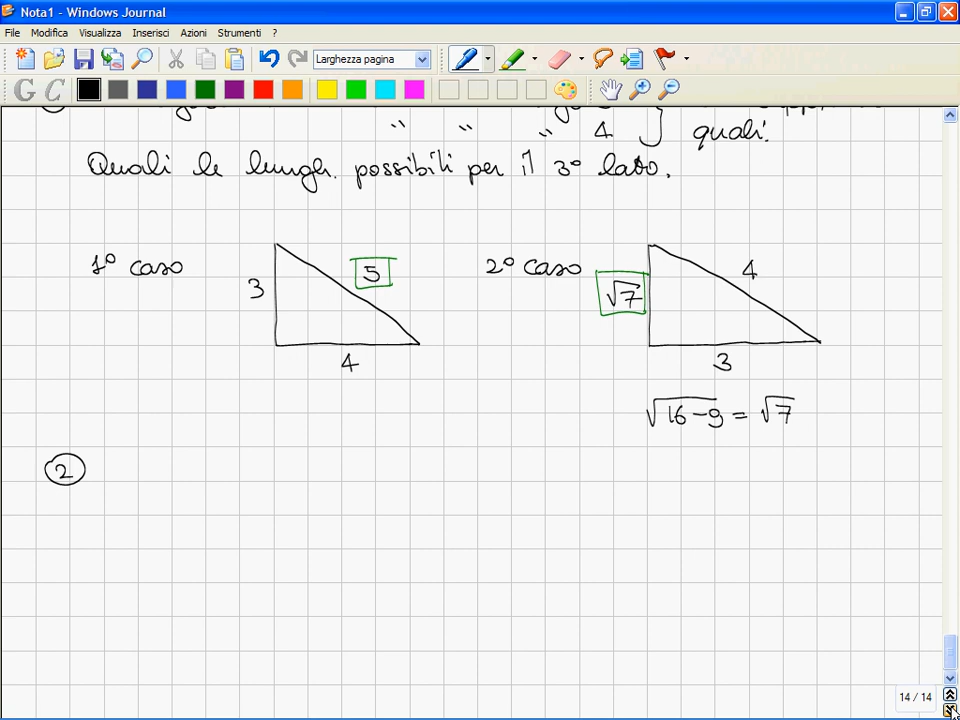 Nota1 - Windows Journal
File Modifica Visualizza Inserisci Azioni Strumenti ?
Larghezza pagina
G C
" " " 4 } quali.
Quali le lungh. possibili per il 3° lato.
1° caso
3
5
4
2° caso
√7
4
3
√16-9 = √7
2
14 / 14